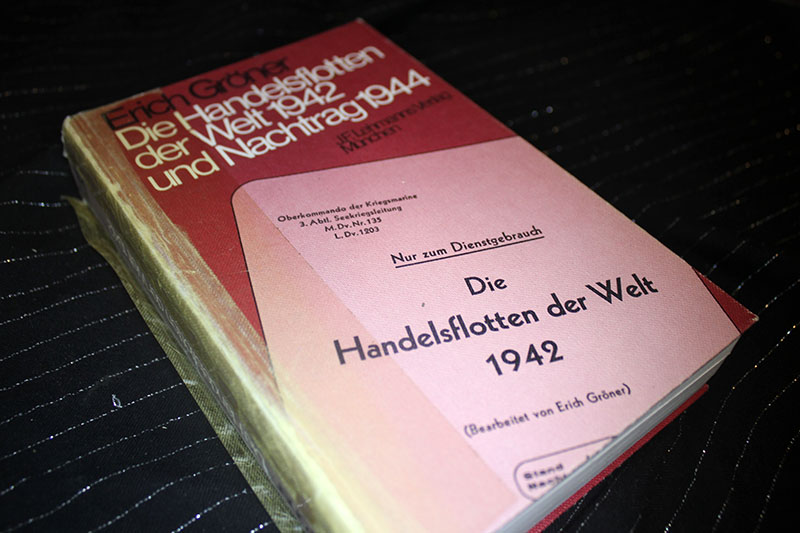 Erich Gröner
Die Handelsflotten
der Welt 1942
und Nachtrag 1944
J.F. Lehmanns Verlag
München
Oberkommando der Kriegsmarine
3. Abtl. Seekriegsleitung
M.Dv.Nr.135
L.Dv.1203
Nur zum Dienstgebrauch
Die
Handelsflotten der Welt
1942
(Bearbeitet von Erich Gröner)
Stand